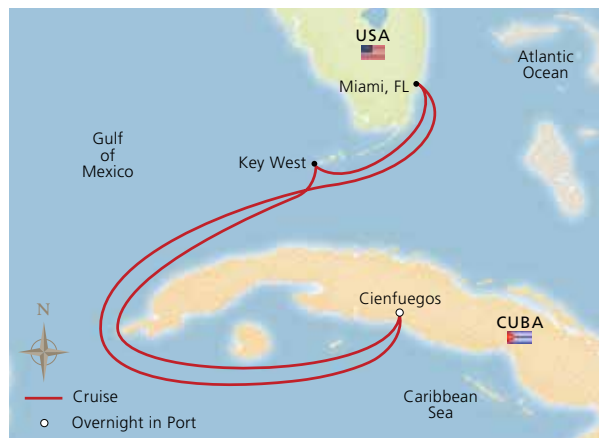 USA
Miami, FL
Atlantic
Ocean
Gulf
of
Mexico
Key West
Cienfuegos
CUBA
N
Cruise
Overnight in Port
Caribbean
Sea